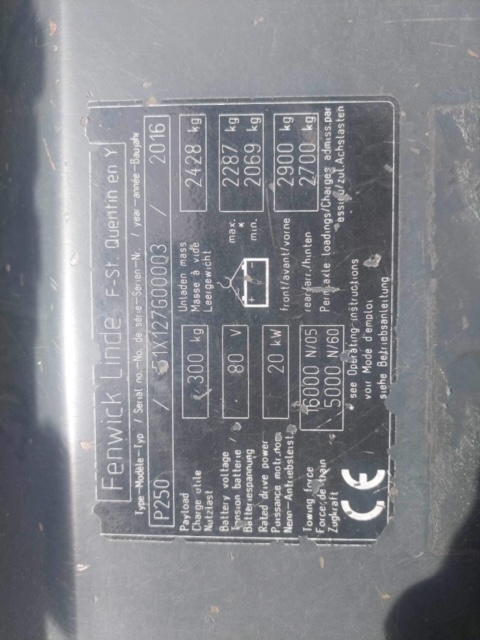 Fenwick Linde F-St. Quentin en Y
Type-Modèle-Typ / Serial no.-No. de série-Serien-Nr. / year-année-Baujahr
P250 / 1X127G00003 / 2016
Payload
Charge utile
Nutzlast
300 kg
Unladen mass
Masse à vide
Leergewicht
2428 kg
Battery voltage
Tension batterie
Batteriespannung
80 V
max. 2287 kg
*
min. 2069 kg
Rated drive power
Puissance motr.nom
Nenn-Antriebsleist
20 kW
front/avant/vorne 2900 kg
rear/arr./hinten 2700 kg
Perm.axle loadings/Charges admiss.par
essieu/zul.Achslasten
Towing force
Force de train
Zugkraft
16000 N/05
5000 N/60
see Operating-instructions
voir Mode d'emploi
siehe Betriebsanleitung
CE